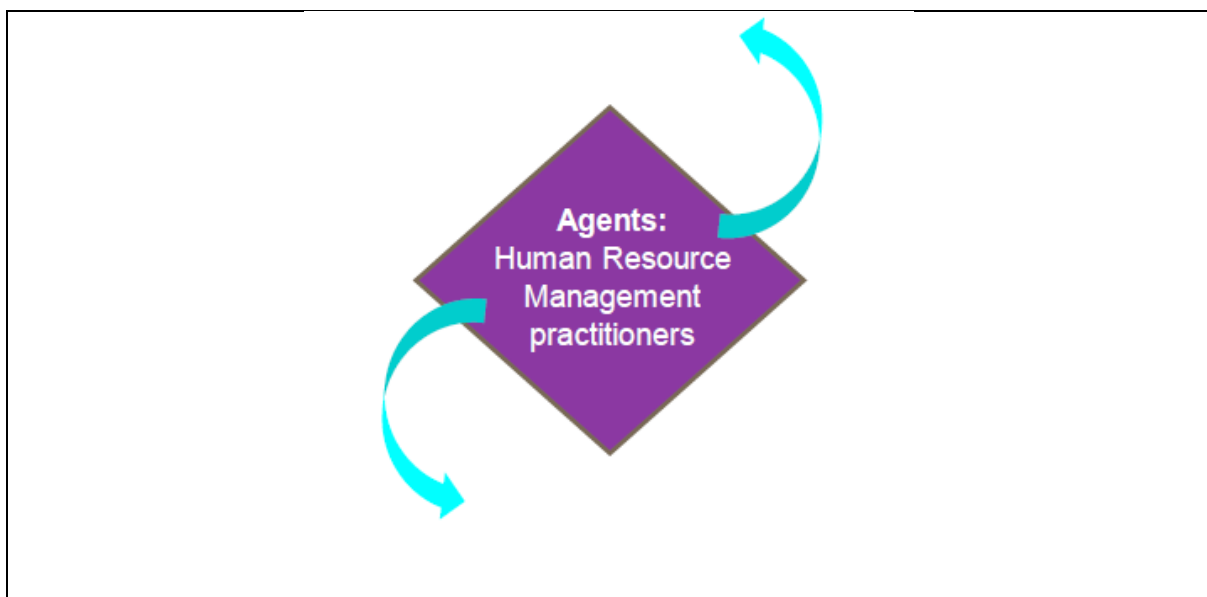 Agents:
Human Resource
Management
practitioners